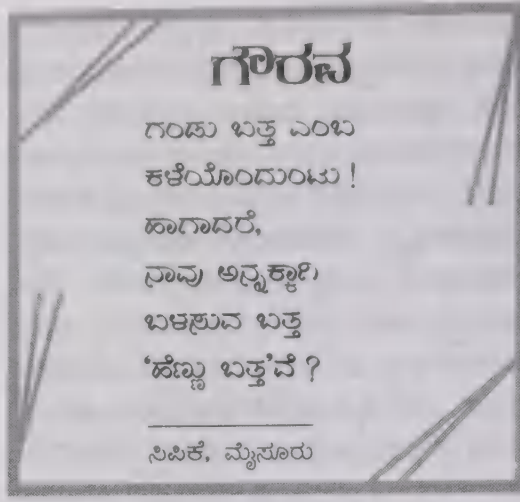 ಗೌರವ
ಗಂಡು ಬತ್ತ ಎಂಬ
ಕಳೆಯೊಂದುಂಟು !
ಹಾಗಾದರೆ,
ನಾವು ಅನ್ನಕ್ಕಾಗಿ
ಬಳಸುವ ಬತ್ತ
‘ಹೆಣ್ಣು ಬತ್ತ’ವೆ ?
ಸಿಪಿಕೆ, ಮೈಸೂರು